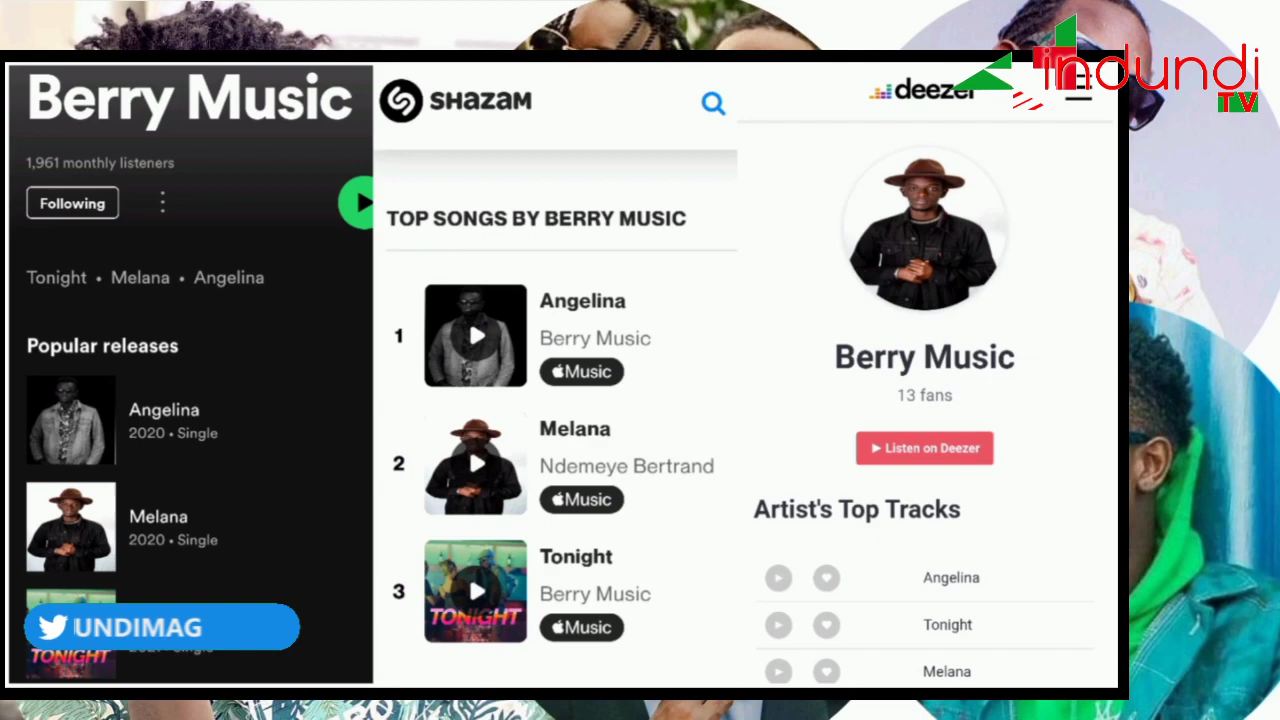 indundi
TV
Berry Music
1,961 monthly listeners
Following
Tonight • Melana • Angelina
Popular releases
Angelina
2020 • Single
Melana
2020 • Single
TONIGHT
UNDIMAG
SHAZAM
TOP SONGS BY BERRY MUSIC
1
Angelina
Berry Music
Music
2
Melana
Ndemeye Bertrand
Music
3
TONIGHT
Tonight
Berry Music
Music
deezer
Berry Music
13 fans
Listen on Deezer
Artist's Top Tracks
Angelina
Tonight
Melana